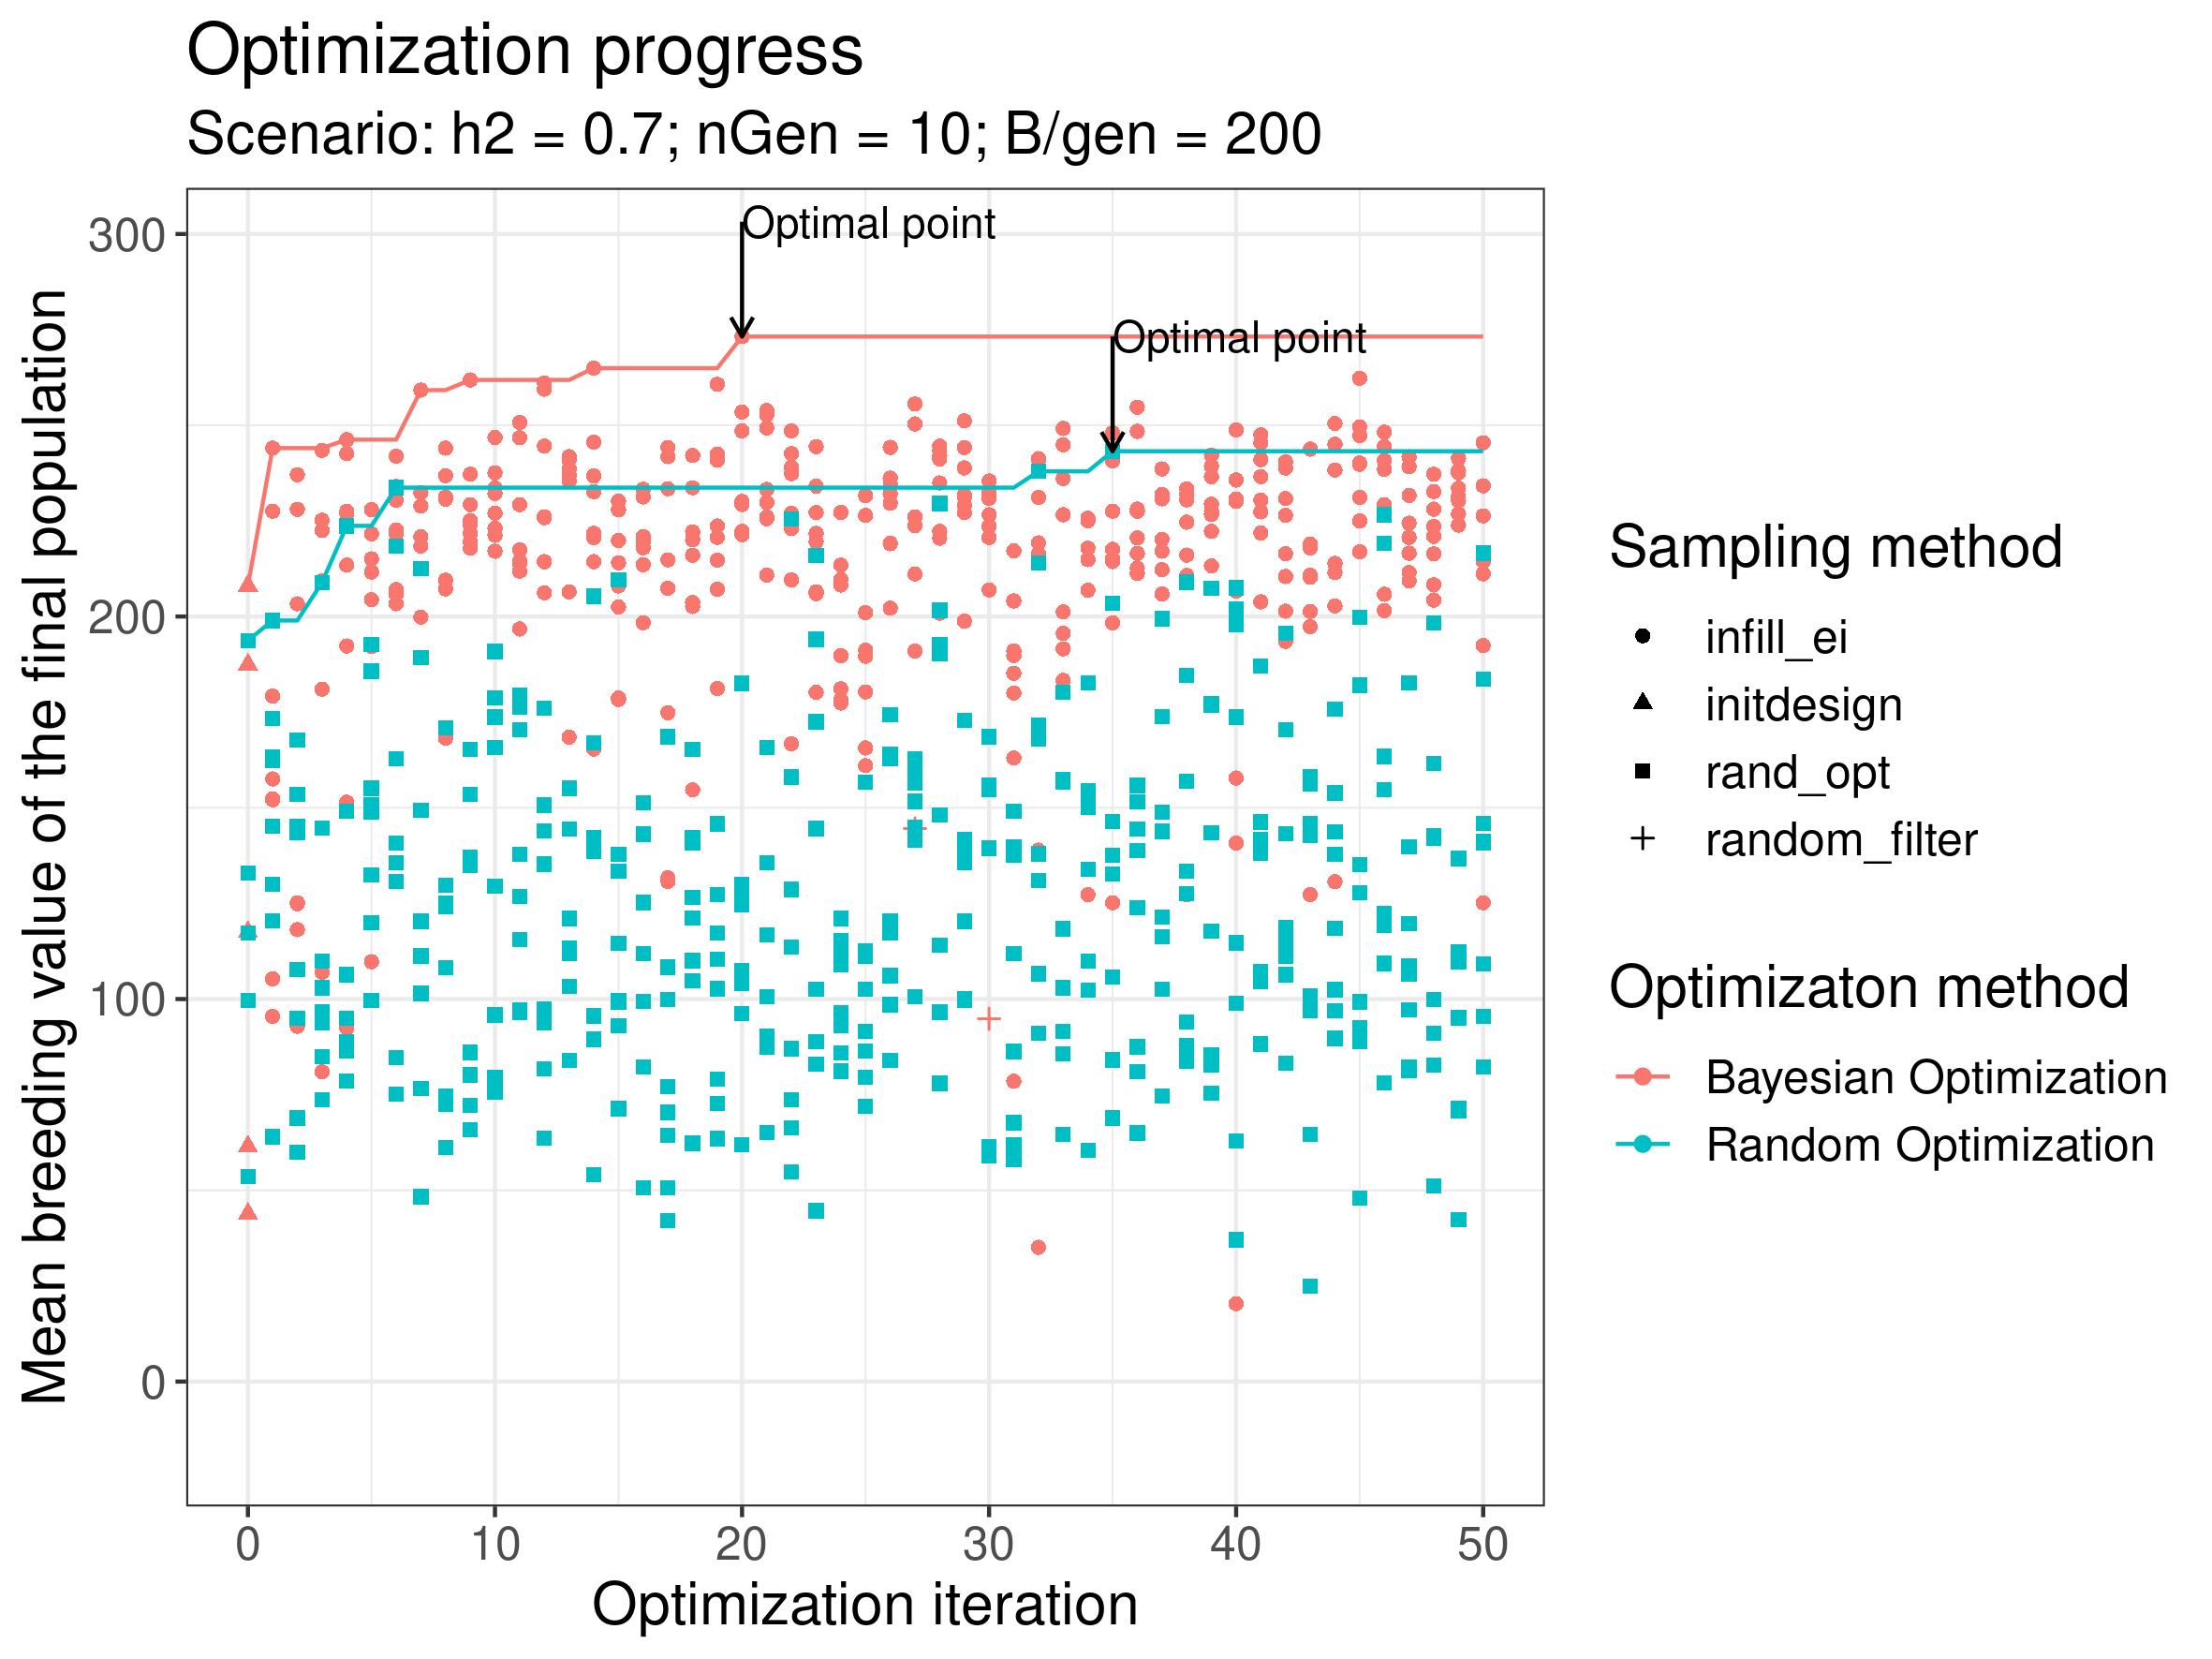 Optimization progress
Scenario: h2 = 0.7; nGen = 10; B/gen = 200
Mean breeding value of the final population
300
200
100
0
Optimal point
Optimal point
0 10 20 30 40 50
Optimization iteration
Sampling method
infill_ei
initdesign
rand_opt
random_filter
Optimizaton method
Bayesian Optimization
Random Optimization